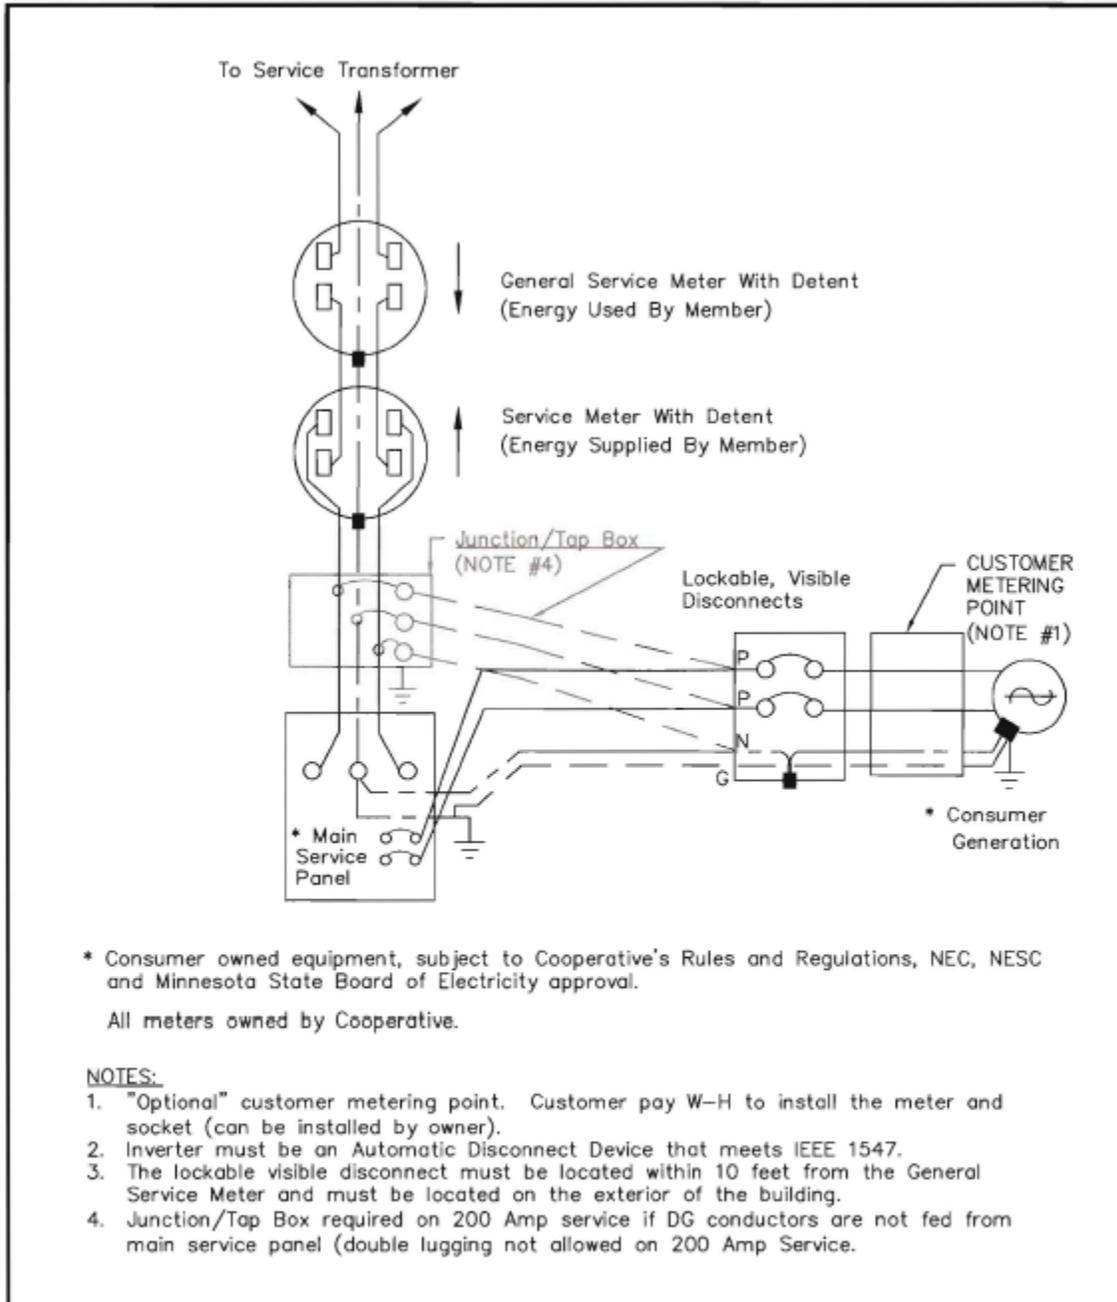 To Service Transformer
General Service Meter With Detent
(Energy Used By Member)
Service Meter With Detent
(Energy Supplied By Member)
Junction/Tap Box
(NOTE #4)
Lockable, Visible
Disconnects
CUSTOMER
METERING
POINT
(NOTE #1)
P
P
N
G
* Main
Service
Panel
* Consumer
Generation
* Consumer owned equipment, subject to Cooperative's Rules and Regulations, NEC, NESC
and Minnesota State Board of Electricity approval.
All meters owned by Cooperative.
NOTES:
1. "Optional" customer metering point. Customer pay W-H to install the meter and
socket (can be installed by owner).
2. Inverter must be an Automatic Disconnect Device that meets IEEE 1547.
3. The lockable visible disconnect must be located within 10 feet from the General
Service Meter and must be located on the exterior of the building.
4. Junction/Tap Box required on 200 Amp service if DG conductors are not fed from
main service panel (double lugging not allowed on 200 Amp Service.